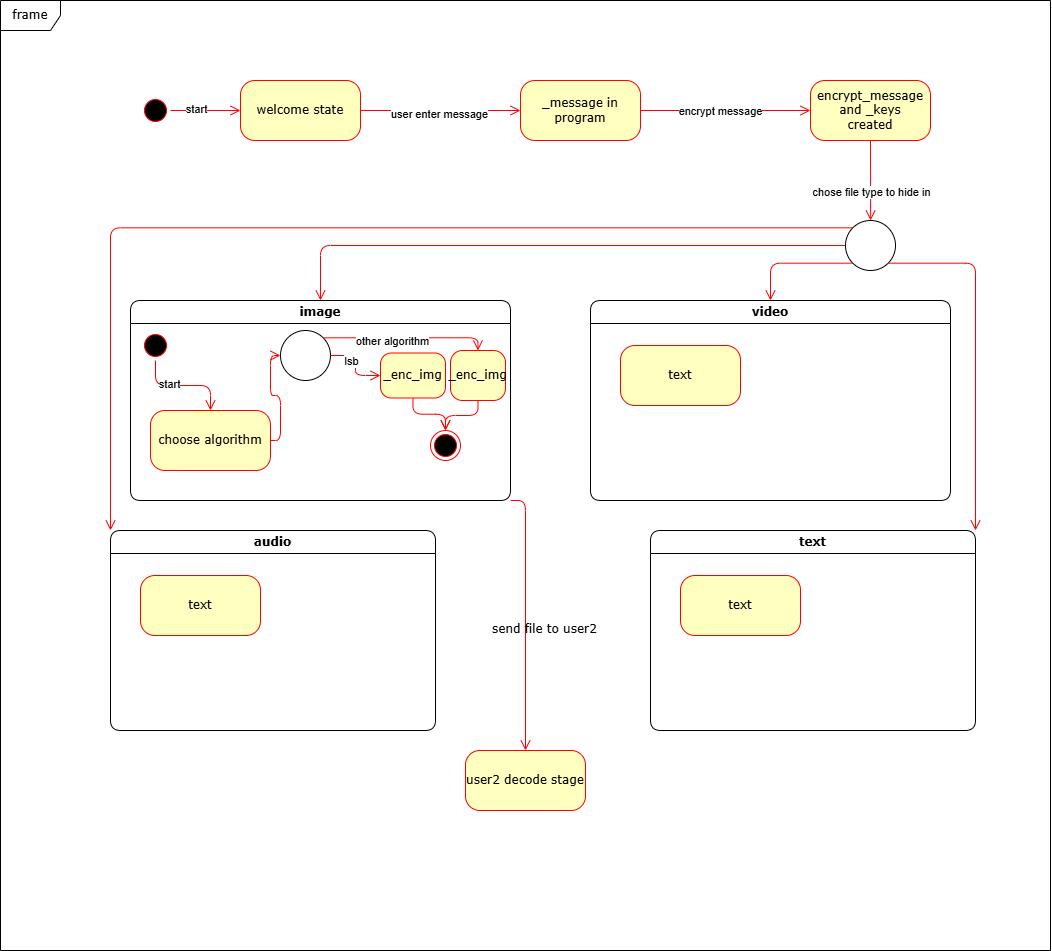 frame
start
welcome state
user enter message
_message in
program
encrypt message
encrypt_message
and _keys
created
chose file type to hide in
image
other algorithm
lsb
_enc_img
_enc_img
start
choose algorithm
video
text
audio
text
text
text
send file to user2
user2 decode stage